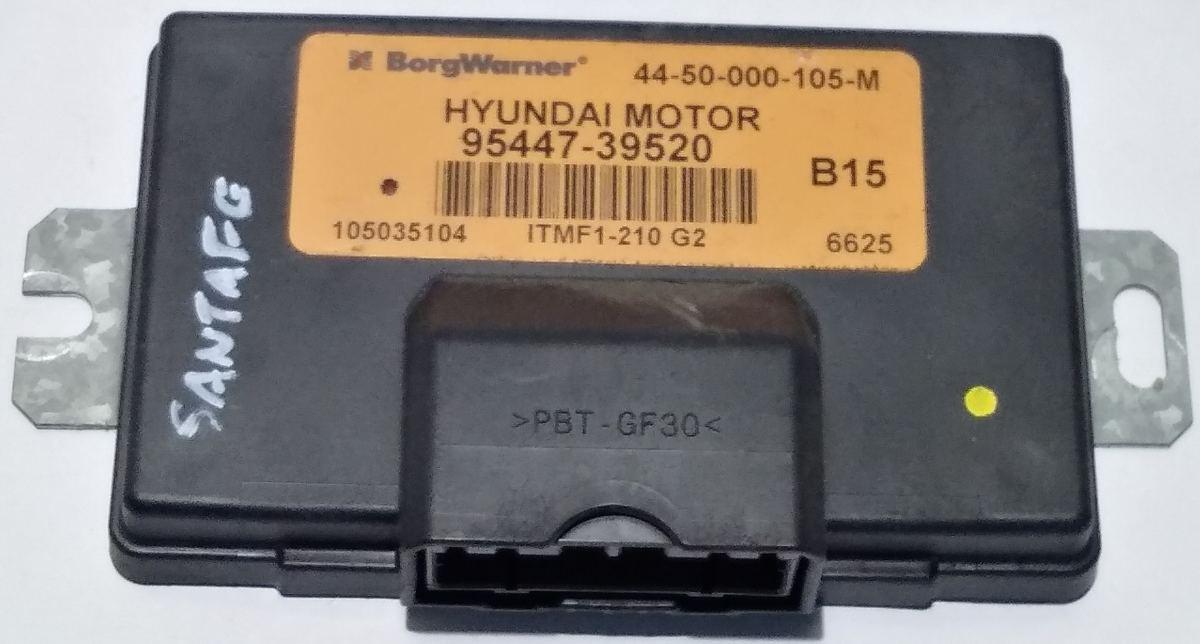 BorgWarner® 44-50-000-105-M
HYUNDAI MOTOR
95447-39520
B15
105035104 ITMF1-210 G2 6625
SANTAFE
>PBT-GF30<